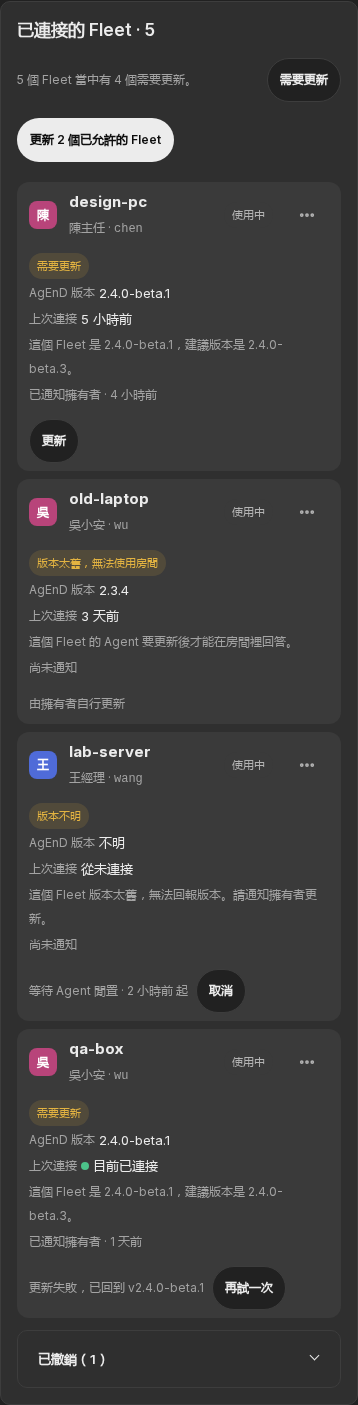 已連接的 Fleet · 5
5 個 Fleet 當中有 4 個需要更新。
需要更新
更新 2 個已允許的 Fleet
陳
design-pc
使用中
陳主任 · chen
需要更新
AgEnD 版本 2.4.0-beta.1
上次連接 5 小時前
這個 Fleet 是 2.4.0-beta.1，建議版本是 2.4.0-
beta.3。
已通知擁有者 · 4 小時前
更新
吳
old-laptop
使用中
吳小安 · wu
版本太舊，無法使用房間
AgEnD 版本 2.3.4
上次連接 3 天前
這個 Fleet 的 Agent 要更新後才能在房間裡回答。
尚未通知
由擁有者自行更新
王
lab-server
使用中
王經理 · wang
版本不明
AgEnD 版本 不明
上次連接 從未連接
這個 Fleet 版本太舊，無法回報版本。請通知擁有者更
新。
尚未通知
等待 Agent 閒置 · 2 小時前 起
取消
吳
qa-box
使用中
吳小安 · wu
需要更新
AgEnD 版本 2.4.0-beta.1
上次連接 目前已連接
這個 Fleet 是 2.4.0-beta.1，建議版本是 2.4.0-
beta.3。
已通知擁有者 · 1 天前
更新失敗，已回到 v2.4.0-beta.1
再試一次
已撤銷（1）